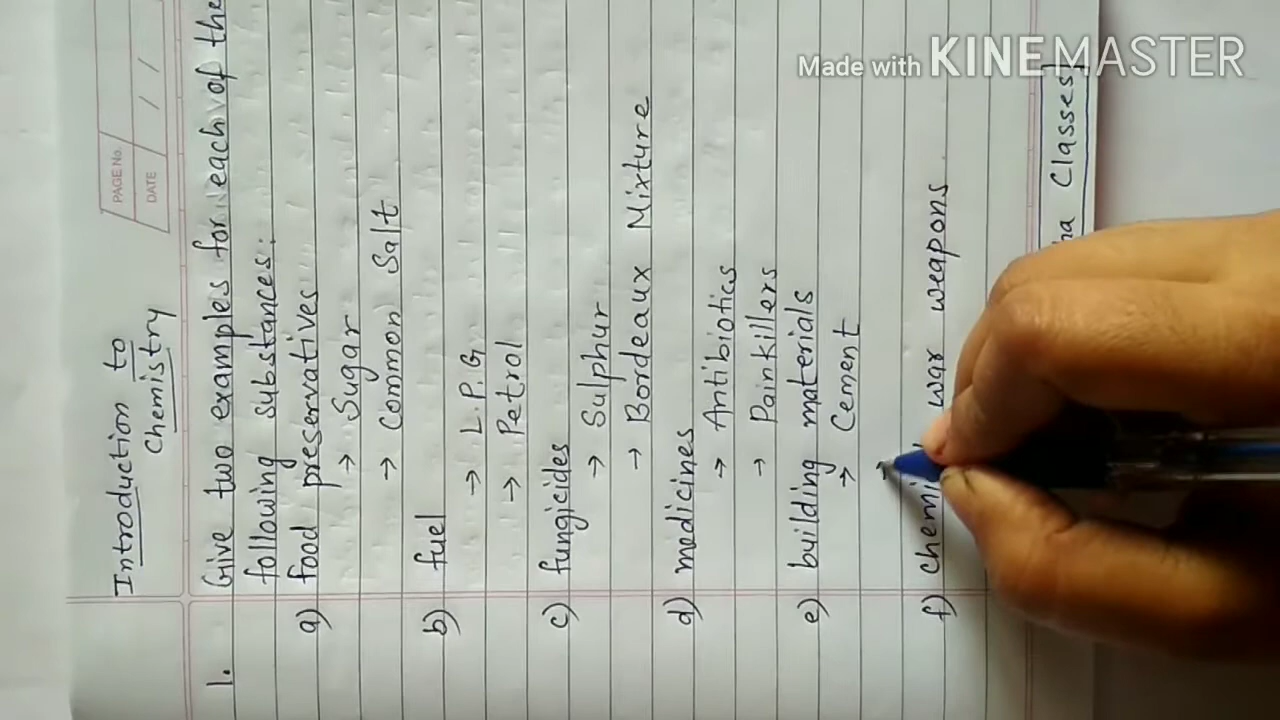 PAGE No.
DATE / /
Introduction to
Chemistry
1. Give two examples for each of the
following substances:
a) food preservatives
→ Sugar
→ Common Salt
b) fuel
→ L.P.G
→ Petrol
c) fungicides
→ Sulphur
→ Bordeaux Mixture
d) medicines
→ Antibiotics
→ Painkillers
e) building materials
→ Cement
f) war weapons
Classes
Made with KINEMASTER